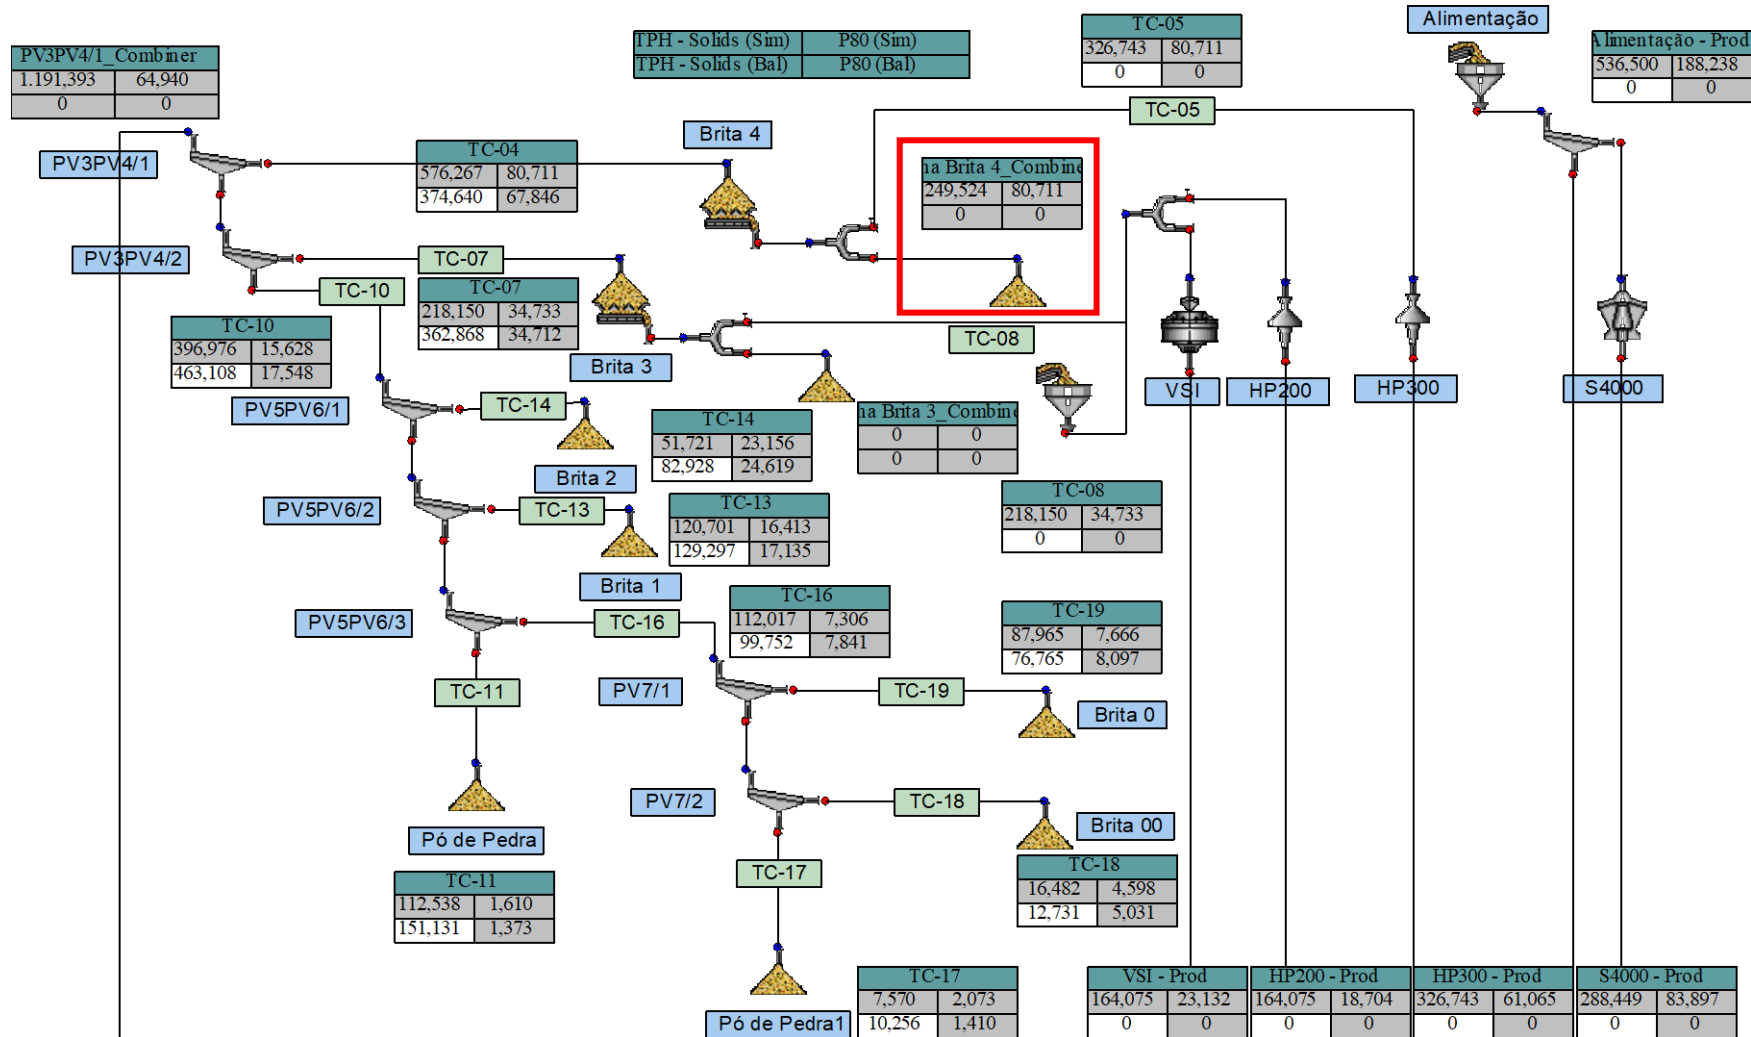 TPH - Solids (Sim) P80 (Sim)
TPH - Solids (Bal) P80 (Bal)
TC-05
326,743 80,711
0 0
Alimentação
Alimentação - Prod
536,500 188,238
0 0
PV3PV4/1_Combiner
1.191,393 64,940
0 0
TC-05
PV3PV4/1
TC-04
576,267 80,711
374,640 67,846
Brita 4
na Brita 4_Combine
249,524 80,711
0 0
PV3PV4/2
TC-07
TC-10
TC-07
218,150 34,733
362,868 34,712
TC-10
396,976 15,628
463,108 17,548
Brita 3
TC-08
VSI
HP200
HP300
S4000
PV5PV6/1
TC-14
TC-14
51,721 23,156
82,928 24,619
na Brita 3_Combine
0 0
0 0
Brita 2
PV5PV6/2
TC-13
TC-13
120,701 16,413
129,297 17,135
TC-08
218,150 34,733
0 0
Brita 1
PV5PV6/3
TC-16
TC-16
112,017 7,306
99,752 7,841
TC-19
87,965 7,666
76,765 8,097
TC-11
PV7/1
TC-19
Brita 0
PV7/2
TC-18
Brita 00
Pó de Pedra
TC-11
112,538 1,610
151,131 1,373
TC-17
TC-18
16,482 4,598
12,731 5,031
TC-17
7,570 2,073
10,256 1,410
Pó de Pedra1
VSI - Prod
164,075 23,132
0 0
HP200 - Prod
164,075 18,704
0 0
HP300 - Prod
326,743 61,065
0 0
S4000 - Prod
288,449 83,897
0 0